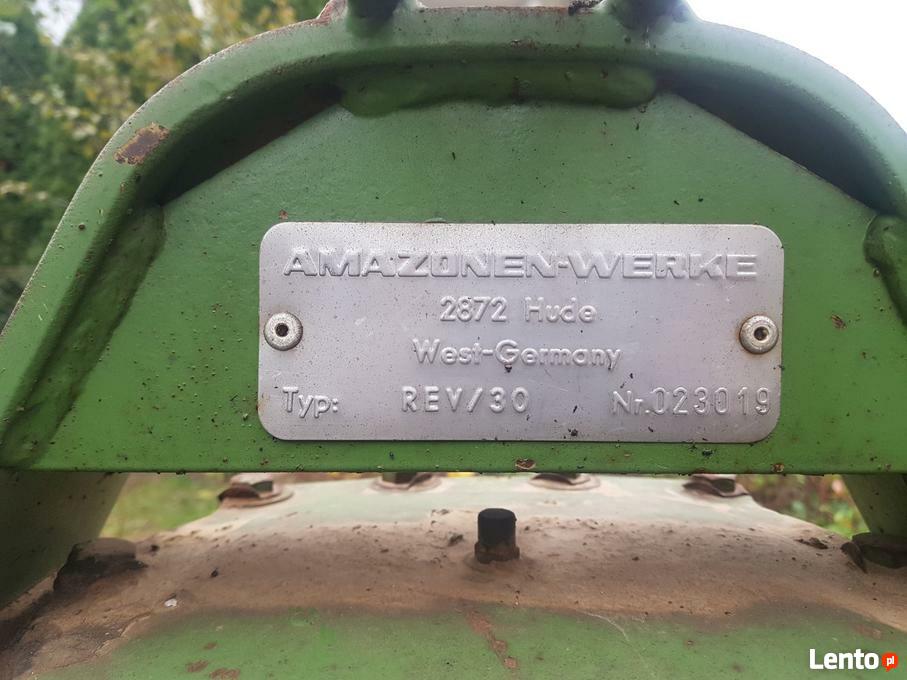 AMAZONEN-WERKE
2872 Hude
West-Germany
Typ: REV/30 Nr. 023019
Lento pl